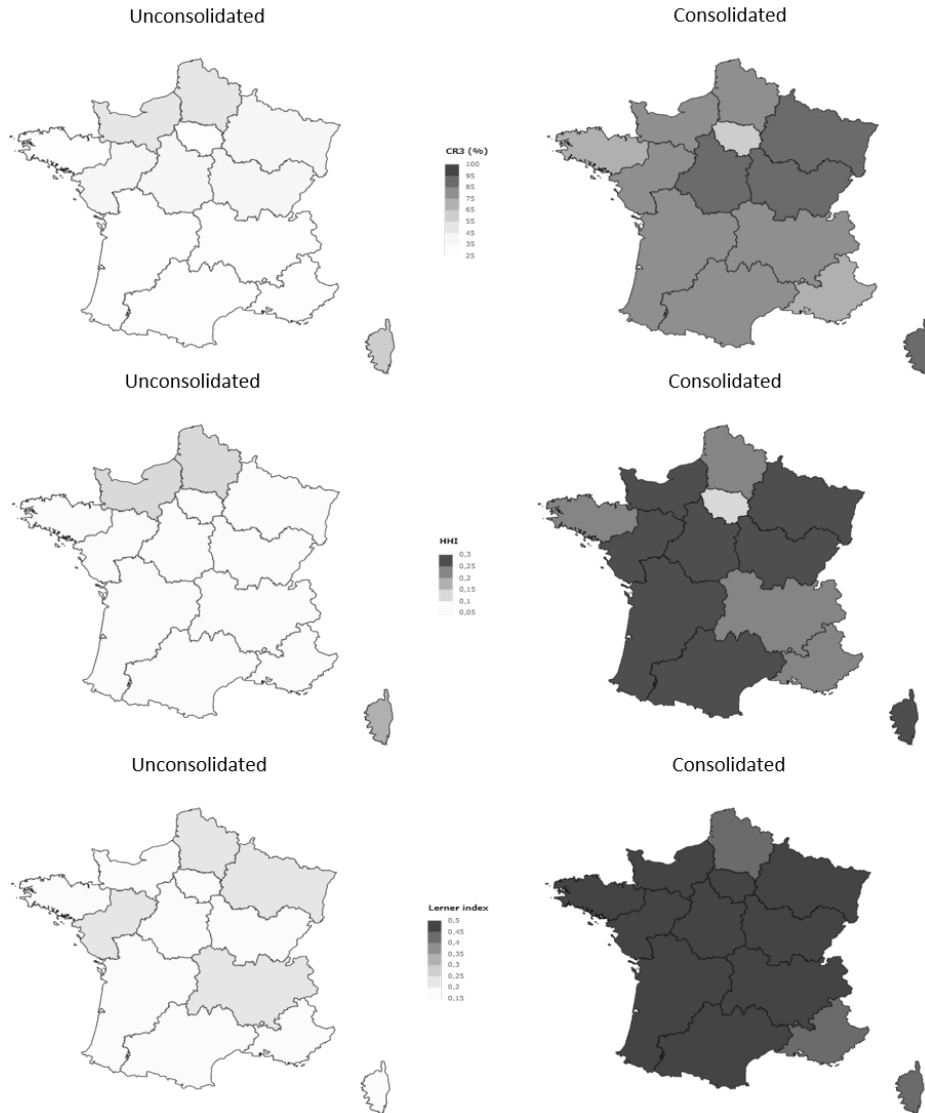 Unconsolidated
Consolidated
CR3 (%)
100
95
85
75
65
55
45
35
25
Unconsolidated
Consolidated
HHI
0,3
0,25
0,2
0,15
0,1
0,05
Unconsolidated
Consolidated
Lerner index
0,5
0,45
0,4
0,35
0,3
0,25
0,2
0,15